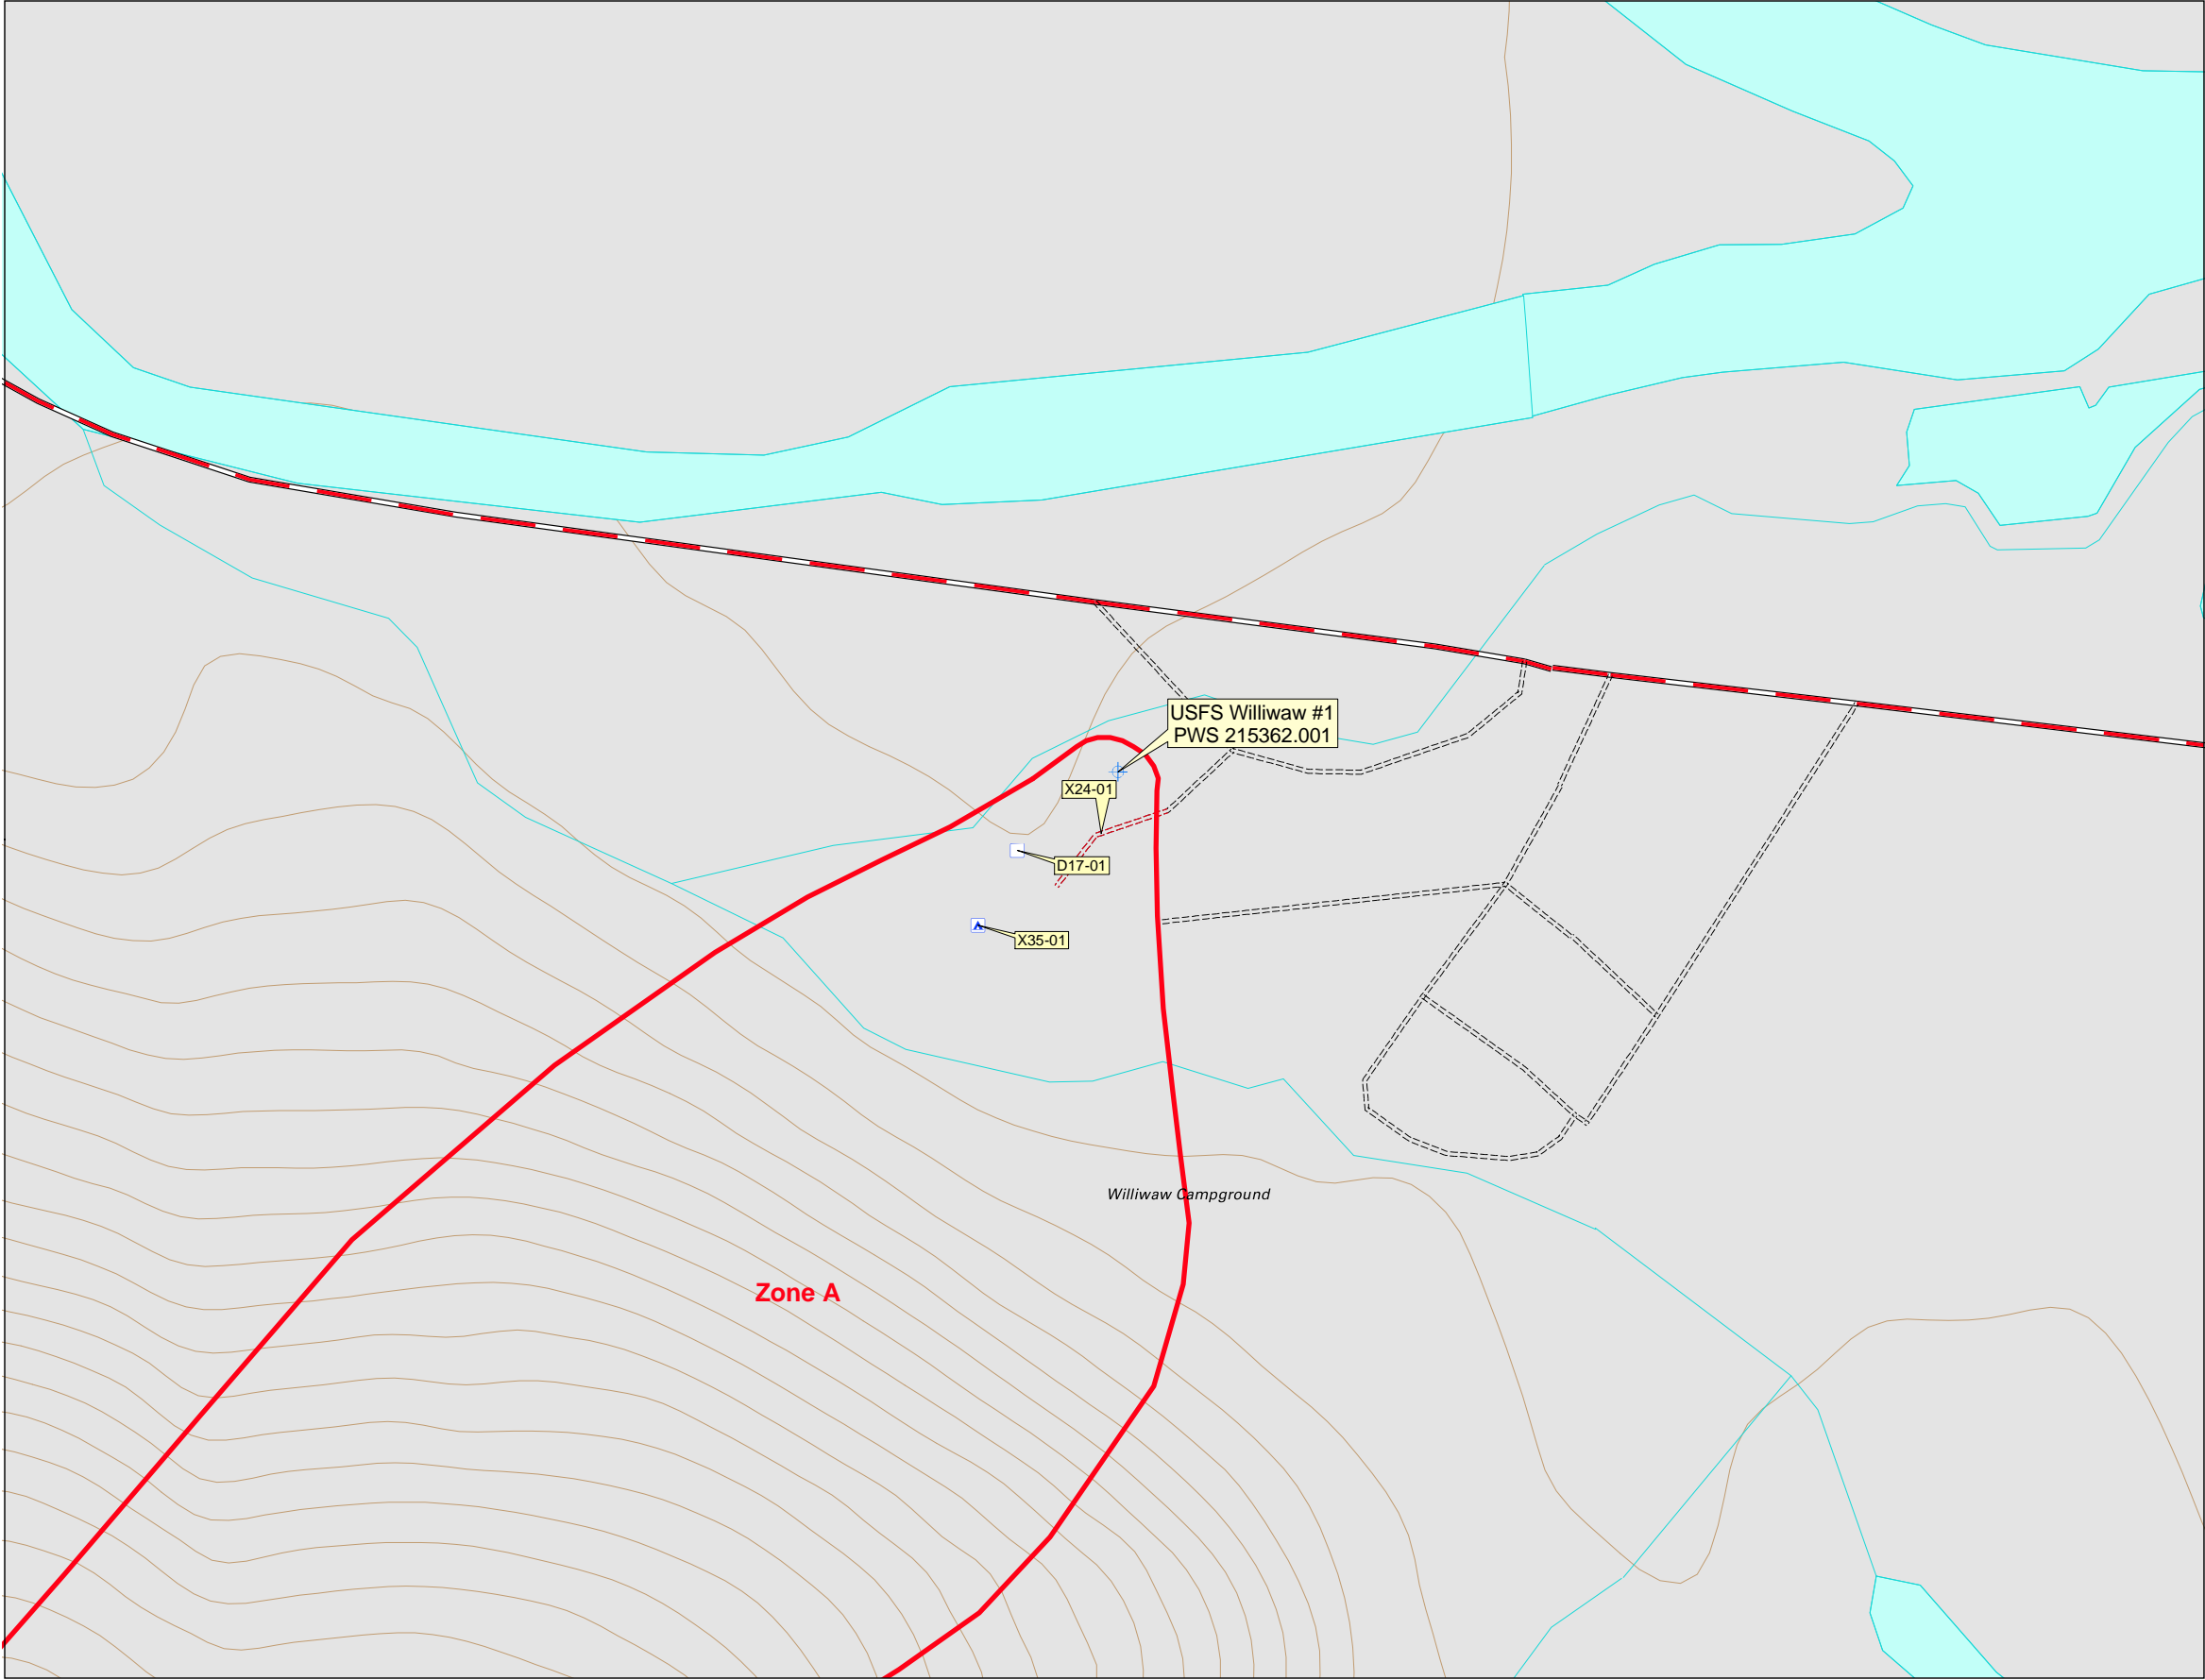 USFS Williwaw #1
PWS 215362.001
X24-01
D17-01
X35-01
Williwaw Campground
Zone A